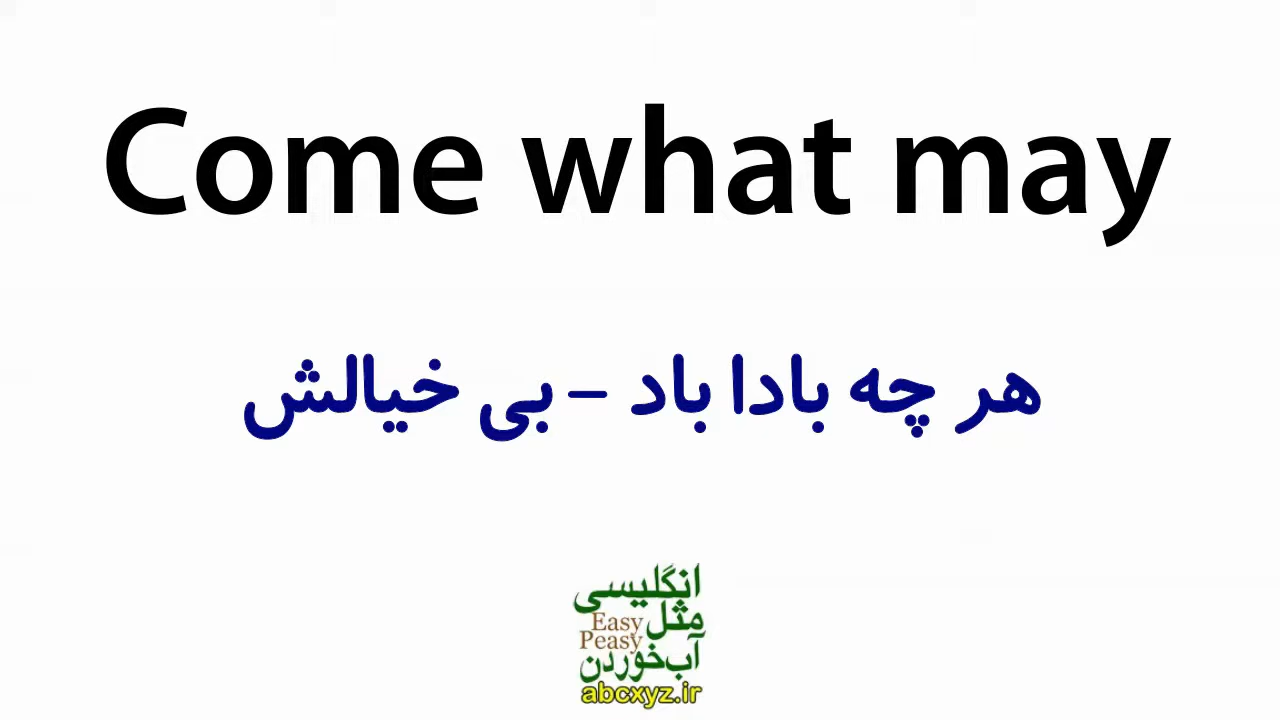 Come what may
هر چه بادا باد – بی خیالش
انگلیسی
مثل Easy
Peasy
آب خوردن
abcxyz.ir